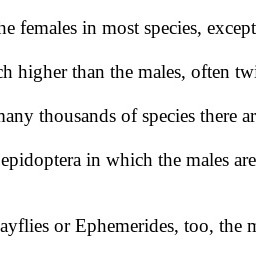 he females in most species, except
ch higher than the males, often twi
many thousands of species there ar
epidoptera in which the males are
ayflies or Ephemerides, too, the m